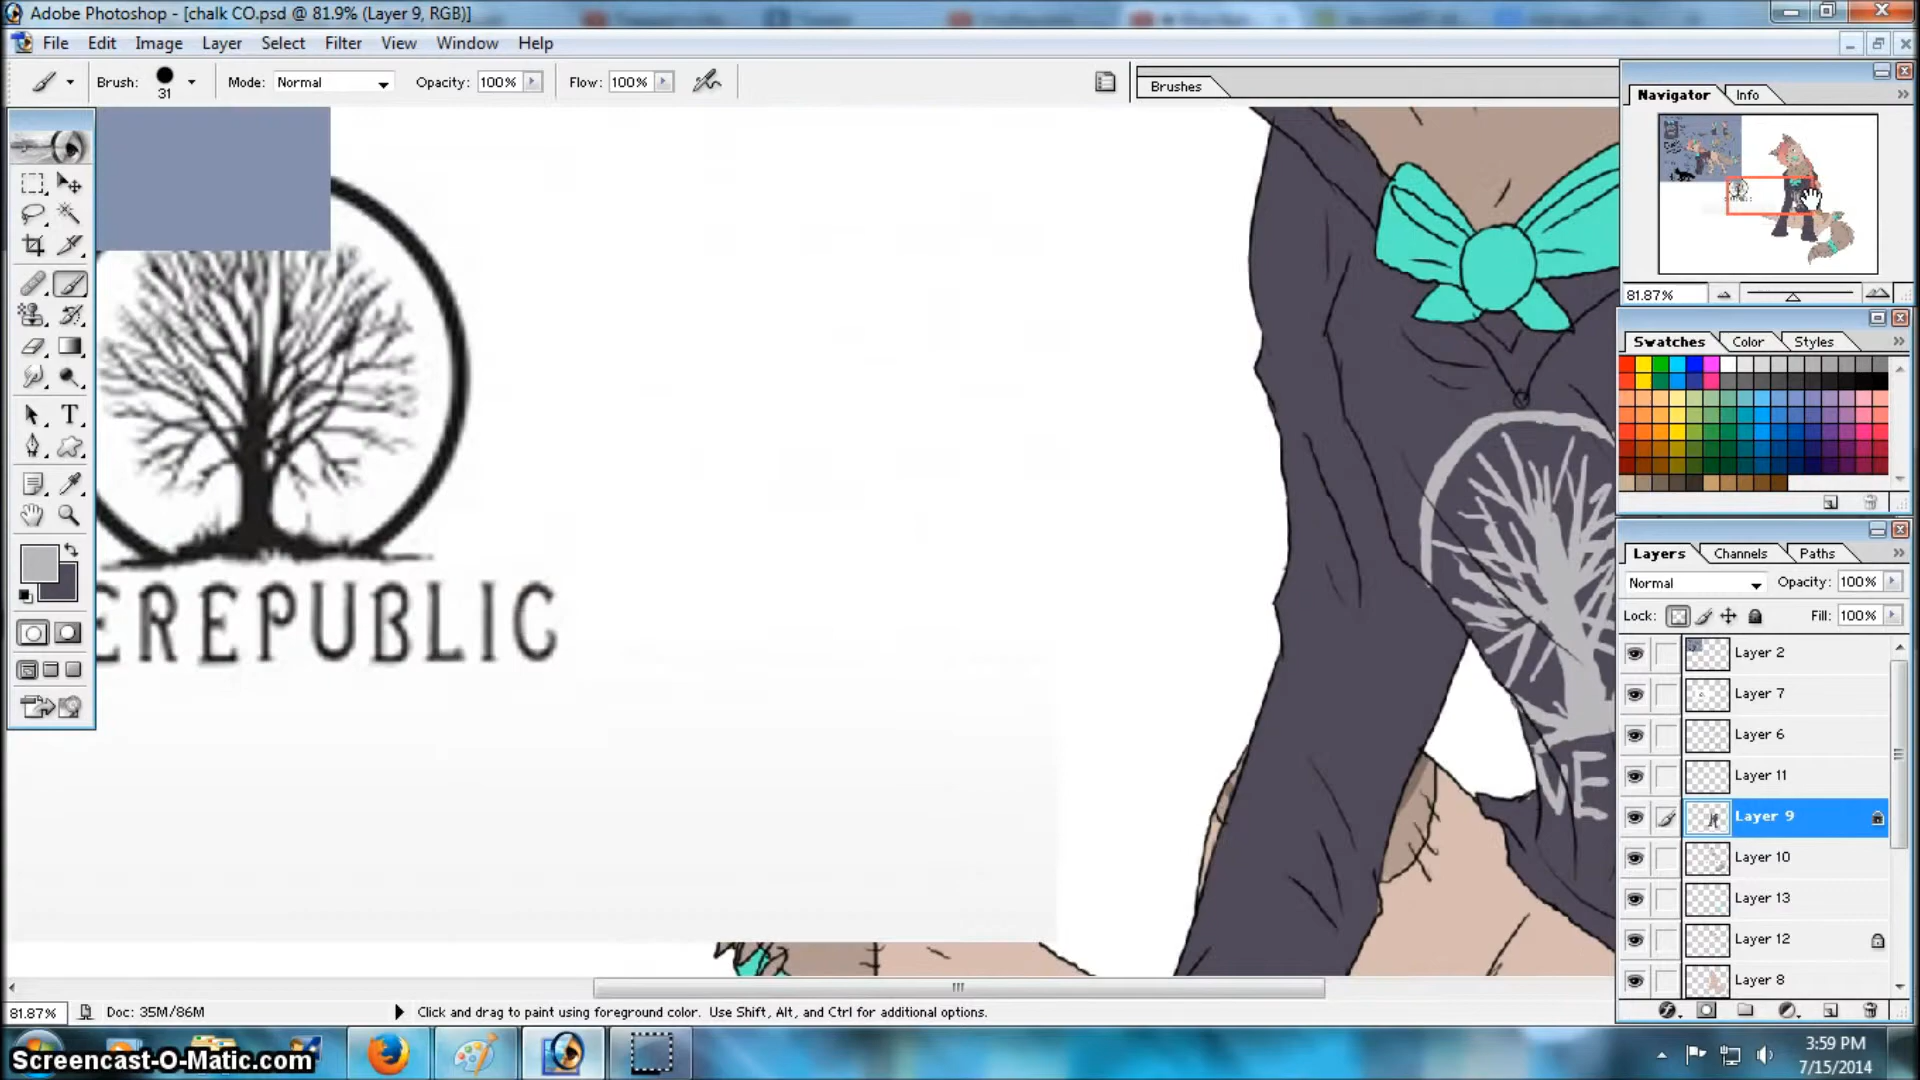 Adobe Photoshop - [chalk CO.psd @ 81.9% (Layer 9, RGB)]
File Edit Image Layer Select Filter View Window Help
Brush: 31 Mode: Normal Opacity: 100% Flow: 100% Brushes
Navigator Info
81.87%
Swatches Color Styles
EREPUBLIC
VE
Layers Channels Paths
Normal Opacity: 100%
Lock: Fill: 100%
Layer 2
Layer 7
Layer 6
Layer 11
Layer 9
Layer 10
Layer 13
Layer 12
Layer 8
81.87% Doc: 35M/86M Click and drag to paint using foreground color. Use Shift, Alt, and Ctrl for additional options.
Screencast-O-Matic.com
3:59 PM
7/15/2014